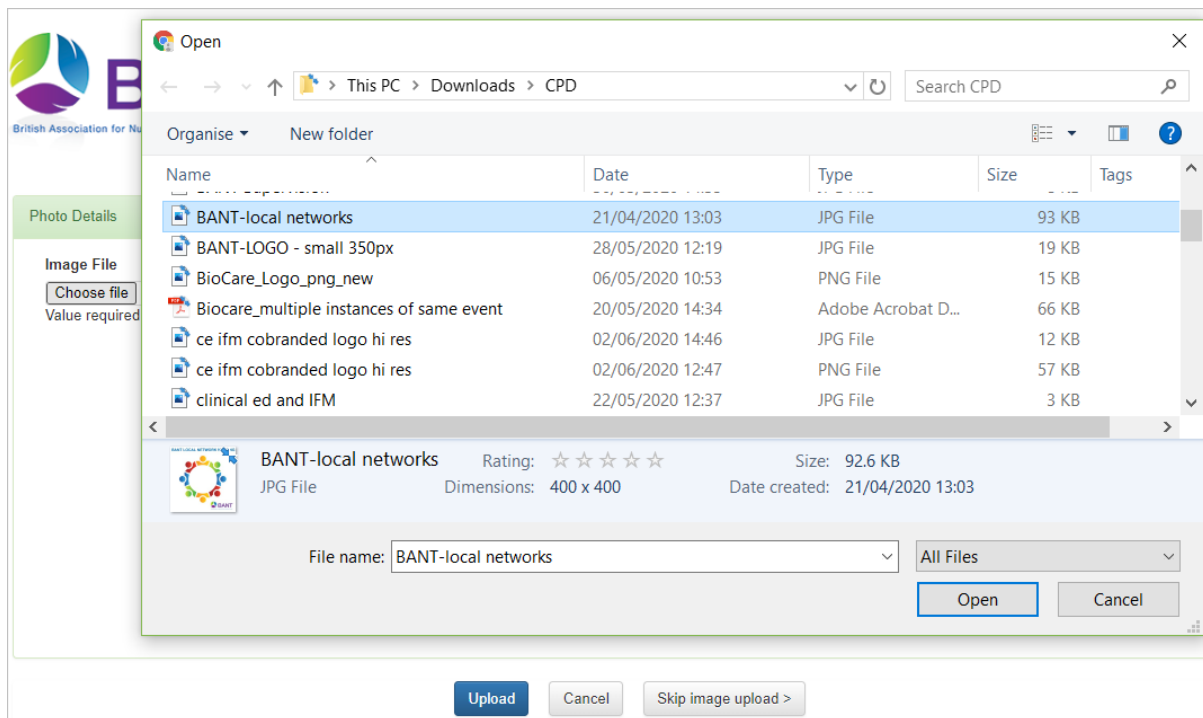 Open
This PC > Downloads > CPD
Search CPD
British Association for Nu
Organise
New folder
Name Date Type Size Tags
Photo Details
BANT-local networks 21/04/2020 13:03 JPG File 93 KB
BANT-LOGO - small 350px 28/05/2020 12:19 JPG File 19 KB
Image File
BioCare_Logo_png_new 06/05/2020 10:53 PNG File 15 KB
Choose file
Biocare_multiple instances of same event 20/05/2020 14:34 Adobe Acrobat D... 66 KB
Value required
ce ifm cobranded logo hi res 02/06/2020 14:46 JPG File 12 KB
ce ifm cobranded logo hi res 02/06/2020 12:47 PNG File 57 KB
clinical ed and IFM 22/05/2020 12:37 JPG File 3 KB
BANT-local networks Rating: Size: 92.6 KB
JPG File Dimensions: 400 x 400 Date created: 21/04/2020 13:03
BANT
File name: BANT-local networks All Files
Open Cancel
Upload Cancel Skip image upload >